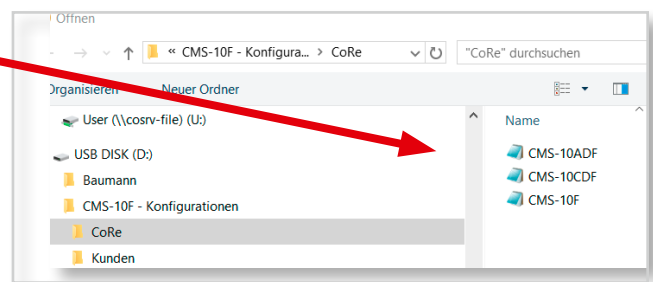 Öffnen
« CMS-10F - Konfigura... > CoRe
"CoRe" durchsuchen
Organisieren Neuer Ordner
User (\\cosrv-file) (U:)
USB DISK (D:)
Baumann
CMS-10F - Konfigurationen
CoRe
Kunden
Name
CMS-10ADF
CMS-10CDF
CMS-10F